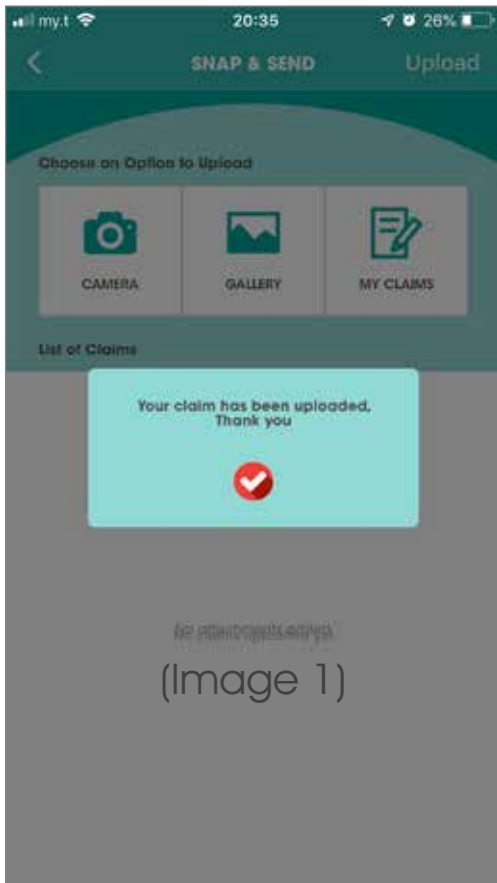 my.t 20:35 26%
SNAP & SEND Upload
Choose an Option to Upload
CAMERA GALLERY MY CLAIMS
List of Claims
Your claim has been uploaded,
Thank you
(Image 1)